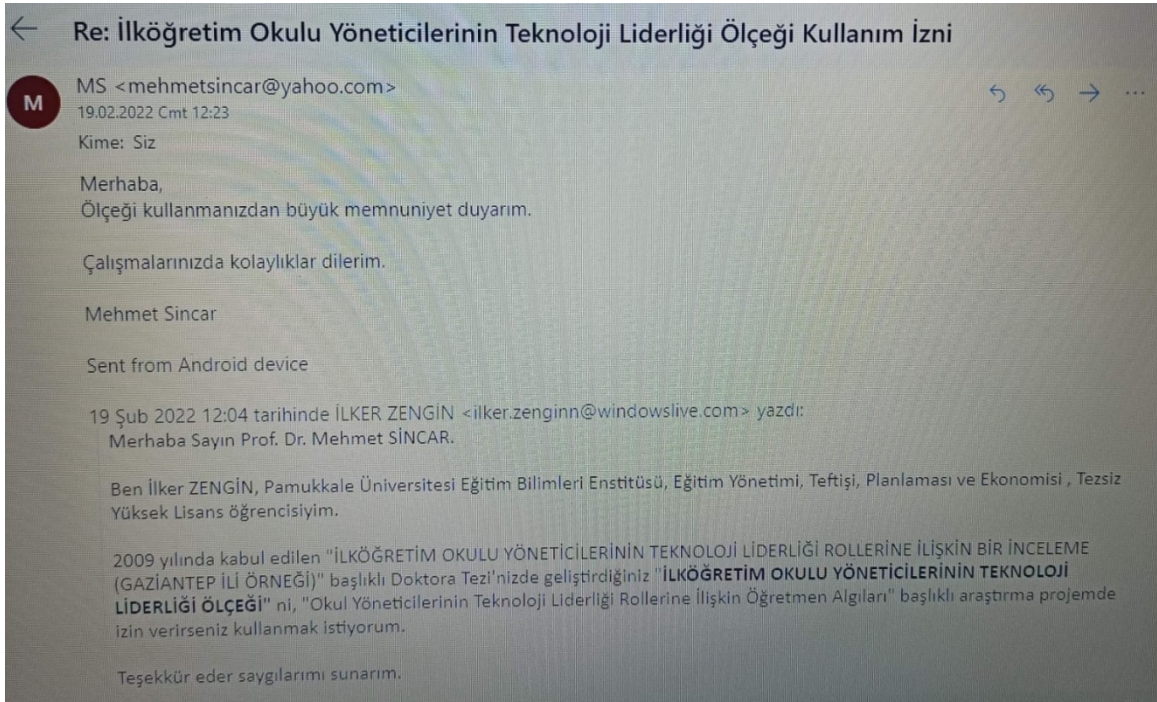 Re: İlköğretim Okulu Yöneticilerinin Teknoloji Liderliği Ölçeği Kullanım İzni
M
MS <mehmetsincar@yahoo.com>
19.02.2022 Cmt 12:23
Kime: Siz
Merhaba,
Ölçeği kullanmanızdan büyük memnuniyet duyarım.
Çalışmalarınızda kolaylıklar dilerim.
Mehmet Sincar
Sent from Android device
19 Şub 2022 12:04 tarihinde İLKER ZENGİN <ilker.zenginn@windowslive.com> yazdı:
Merhaba Sayın Prof. Dr. Mehmet SİNCAR.
Ben İlker ZENGİN, Pamukkale Üniversitesi Eğitim Bilimleri Enstitüsü, Eğitim Yönetimi, Teftişi, Planlaması ve Ekonomisi , Tezsiz
Yüksek Lisans öğrencisiyim.
2009 yılında kabul edilen "İLKÖĞRETİM OKULU YÖNETİCİLERİNİN TEKNOLOJİ LİDERLİĞİ ROLLERİNE İLİŞKİN BİR İNCELEME
(GAZİANTEP İLİ ÖRNEĞİ)" başlıklı Doktora Tezi'nizde geliştirdiğiniz "İLKÖĞRETİM OKULU YÖNETİCİLERİNİN TEKNOLOJİ
LİDERLİĞİ ÖLÇEĞİ" ni, "Okul Yöneticilerinin Teknoloji Liderliği Rollerine İlişkin Öğretmen Algıları" başlıklı araştırma projemde
izin verirseniz kullanmak istiyorum.
Teşekkür eder saygılarımı sunarım.